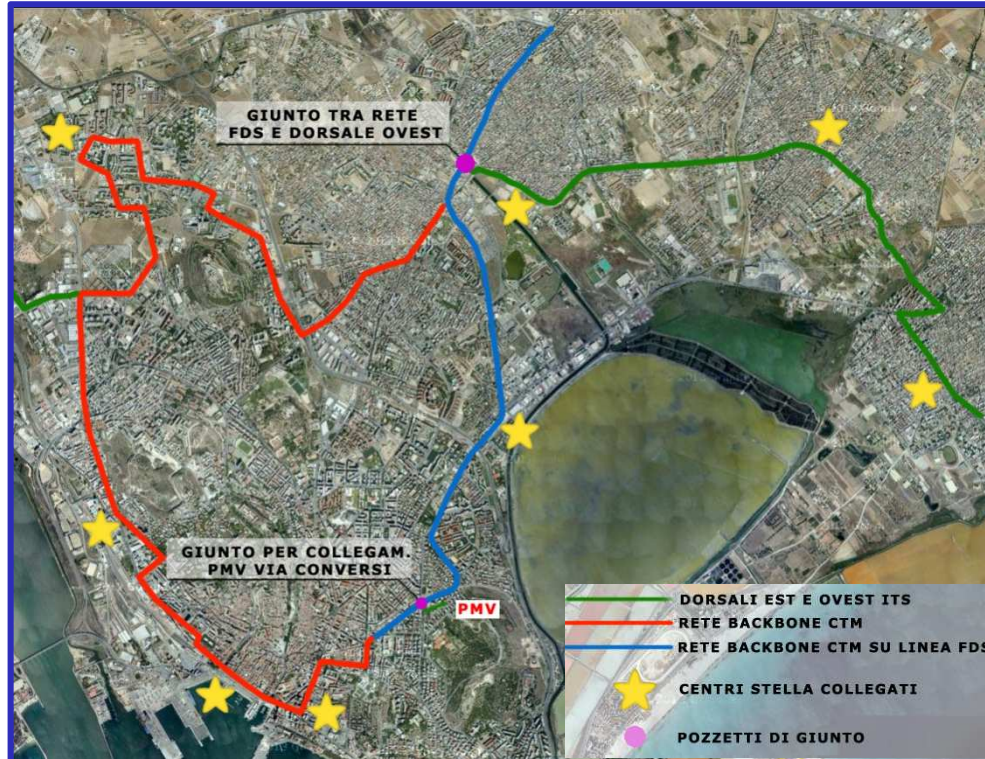 GIUNTO TRA RETE
FDS E DORSALE OVEST
GIUNTO PER COLLEGAM.
PMV VIA CONVERSI
PMV
DORSALI EST E OVEST ITS
RETE BACKBONE CTM
RETE BACKBONE CTM SU LINEA FDS
CENTRI STELLA COLLEGATI
POZZETTI DI GIUNTO